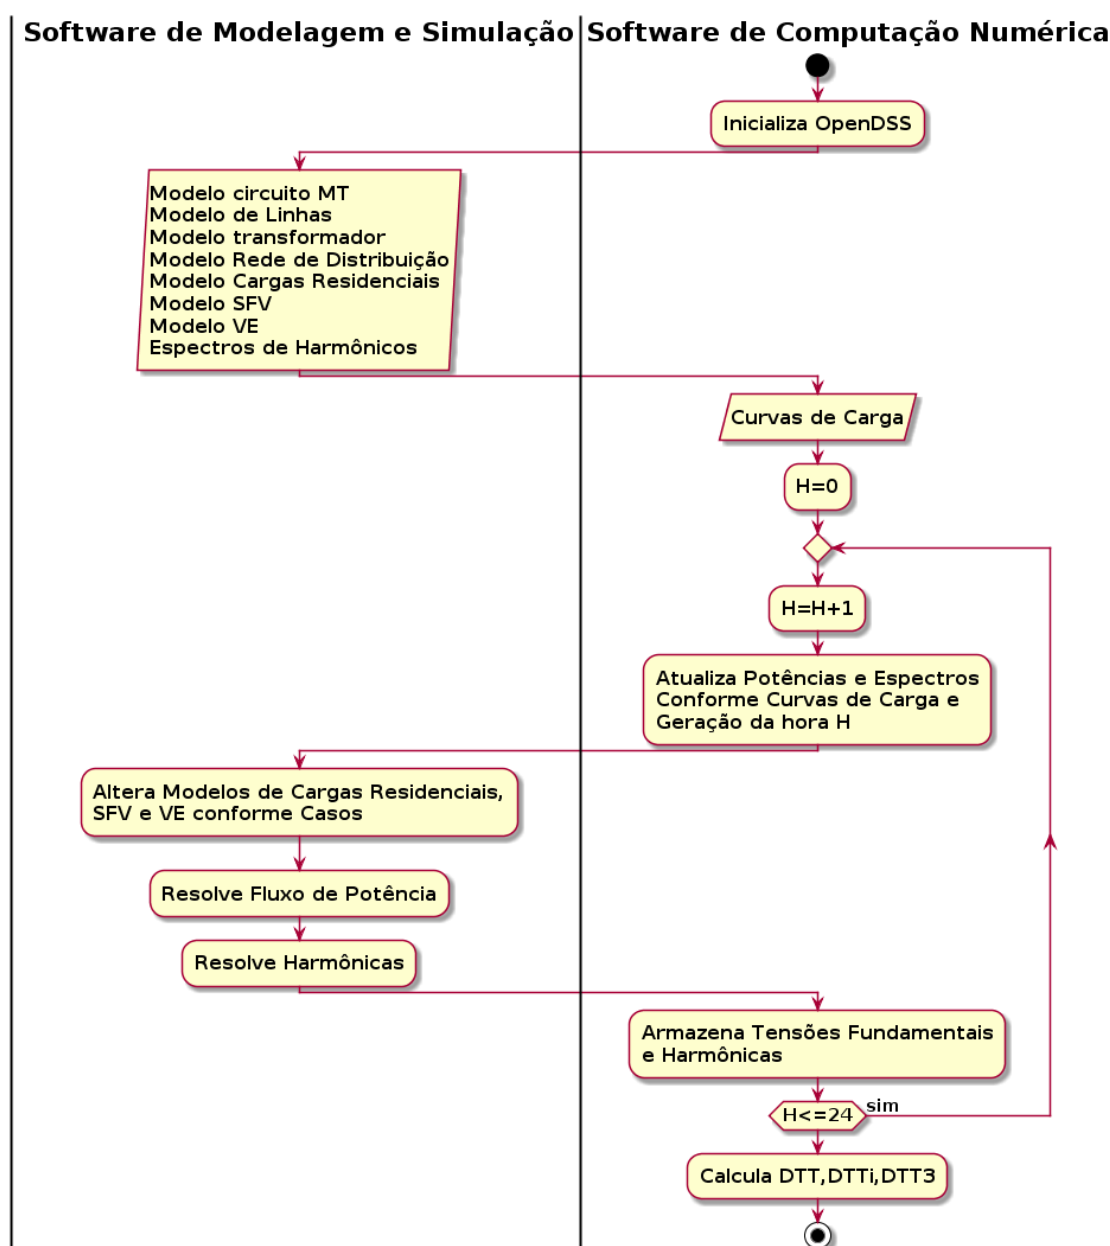 Software de Modelagem e Simulação
Software de Computação Numérica
Inicializa OpenDSS
Modelo circuito MT
Modelo de Linhas
Modelo transformador
Modelo Rede de Distribuição
Modelo Cargas Residenciais
Modelo SFV
Modelo VE
Espectros de Harmônicos
Curvas de Carga
H=0
H=H+1
Atualiza Potências e Espectros
Conforme Curvas de Carga e
Geração da hora H
Altera Modelos de Cargas Residenciais,
SFV e VE conforme Casos
Resolve Fluxo de Potência
Resolve Harmônicas
Armazena Tensões Fundamentais
e Harmônicas
H<=24
sim
Calcula DTT,DTTi,DTT3